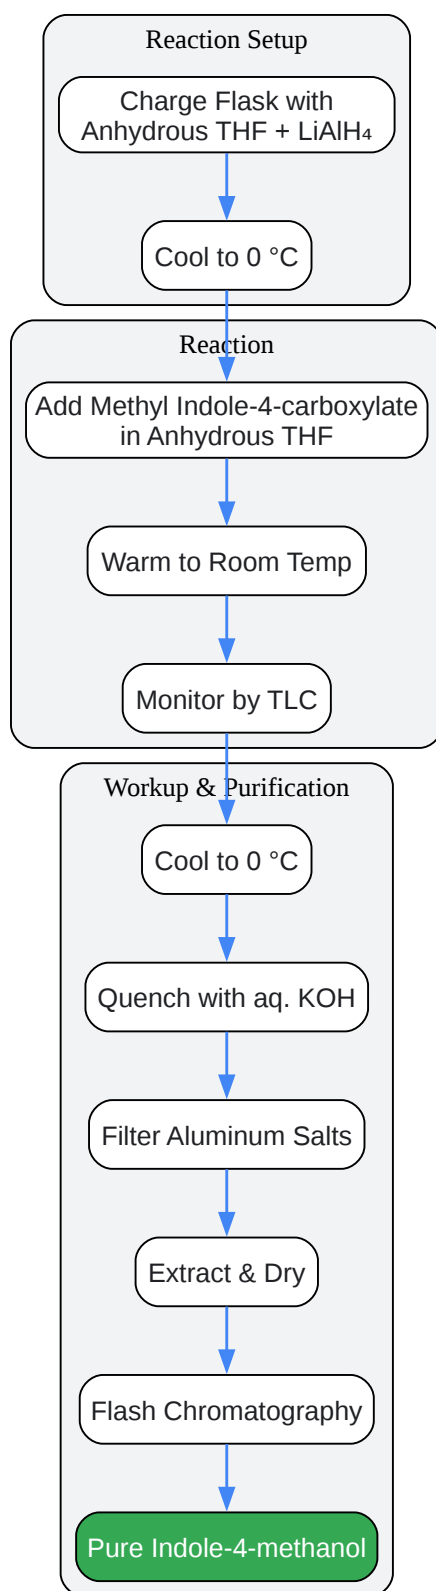 Reaction Setup
Charge Flask with
Anhydrous THF + LiAlH₄
Cool to 0 °C
Reaction
Add Methyl Indole-4-carboxylate
in Anhydrous THF
Warm to Room Temp
Monitor by TLC
Workup & Purification
Cool to 0 °C
Quench with aq. KOH
Filter Aluminum Salts
Extract & Dry
Flash Chromatography
Pure Indole-4-methanol